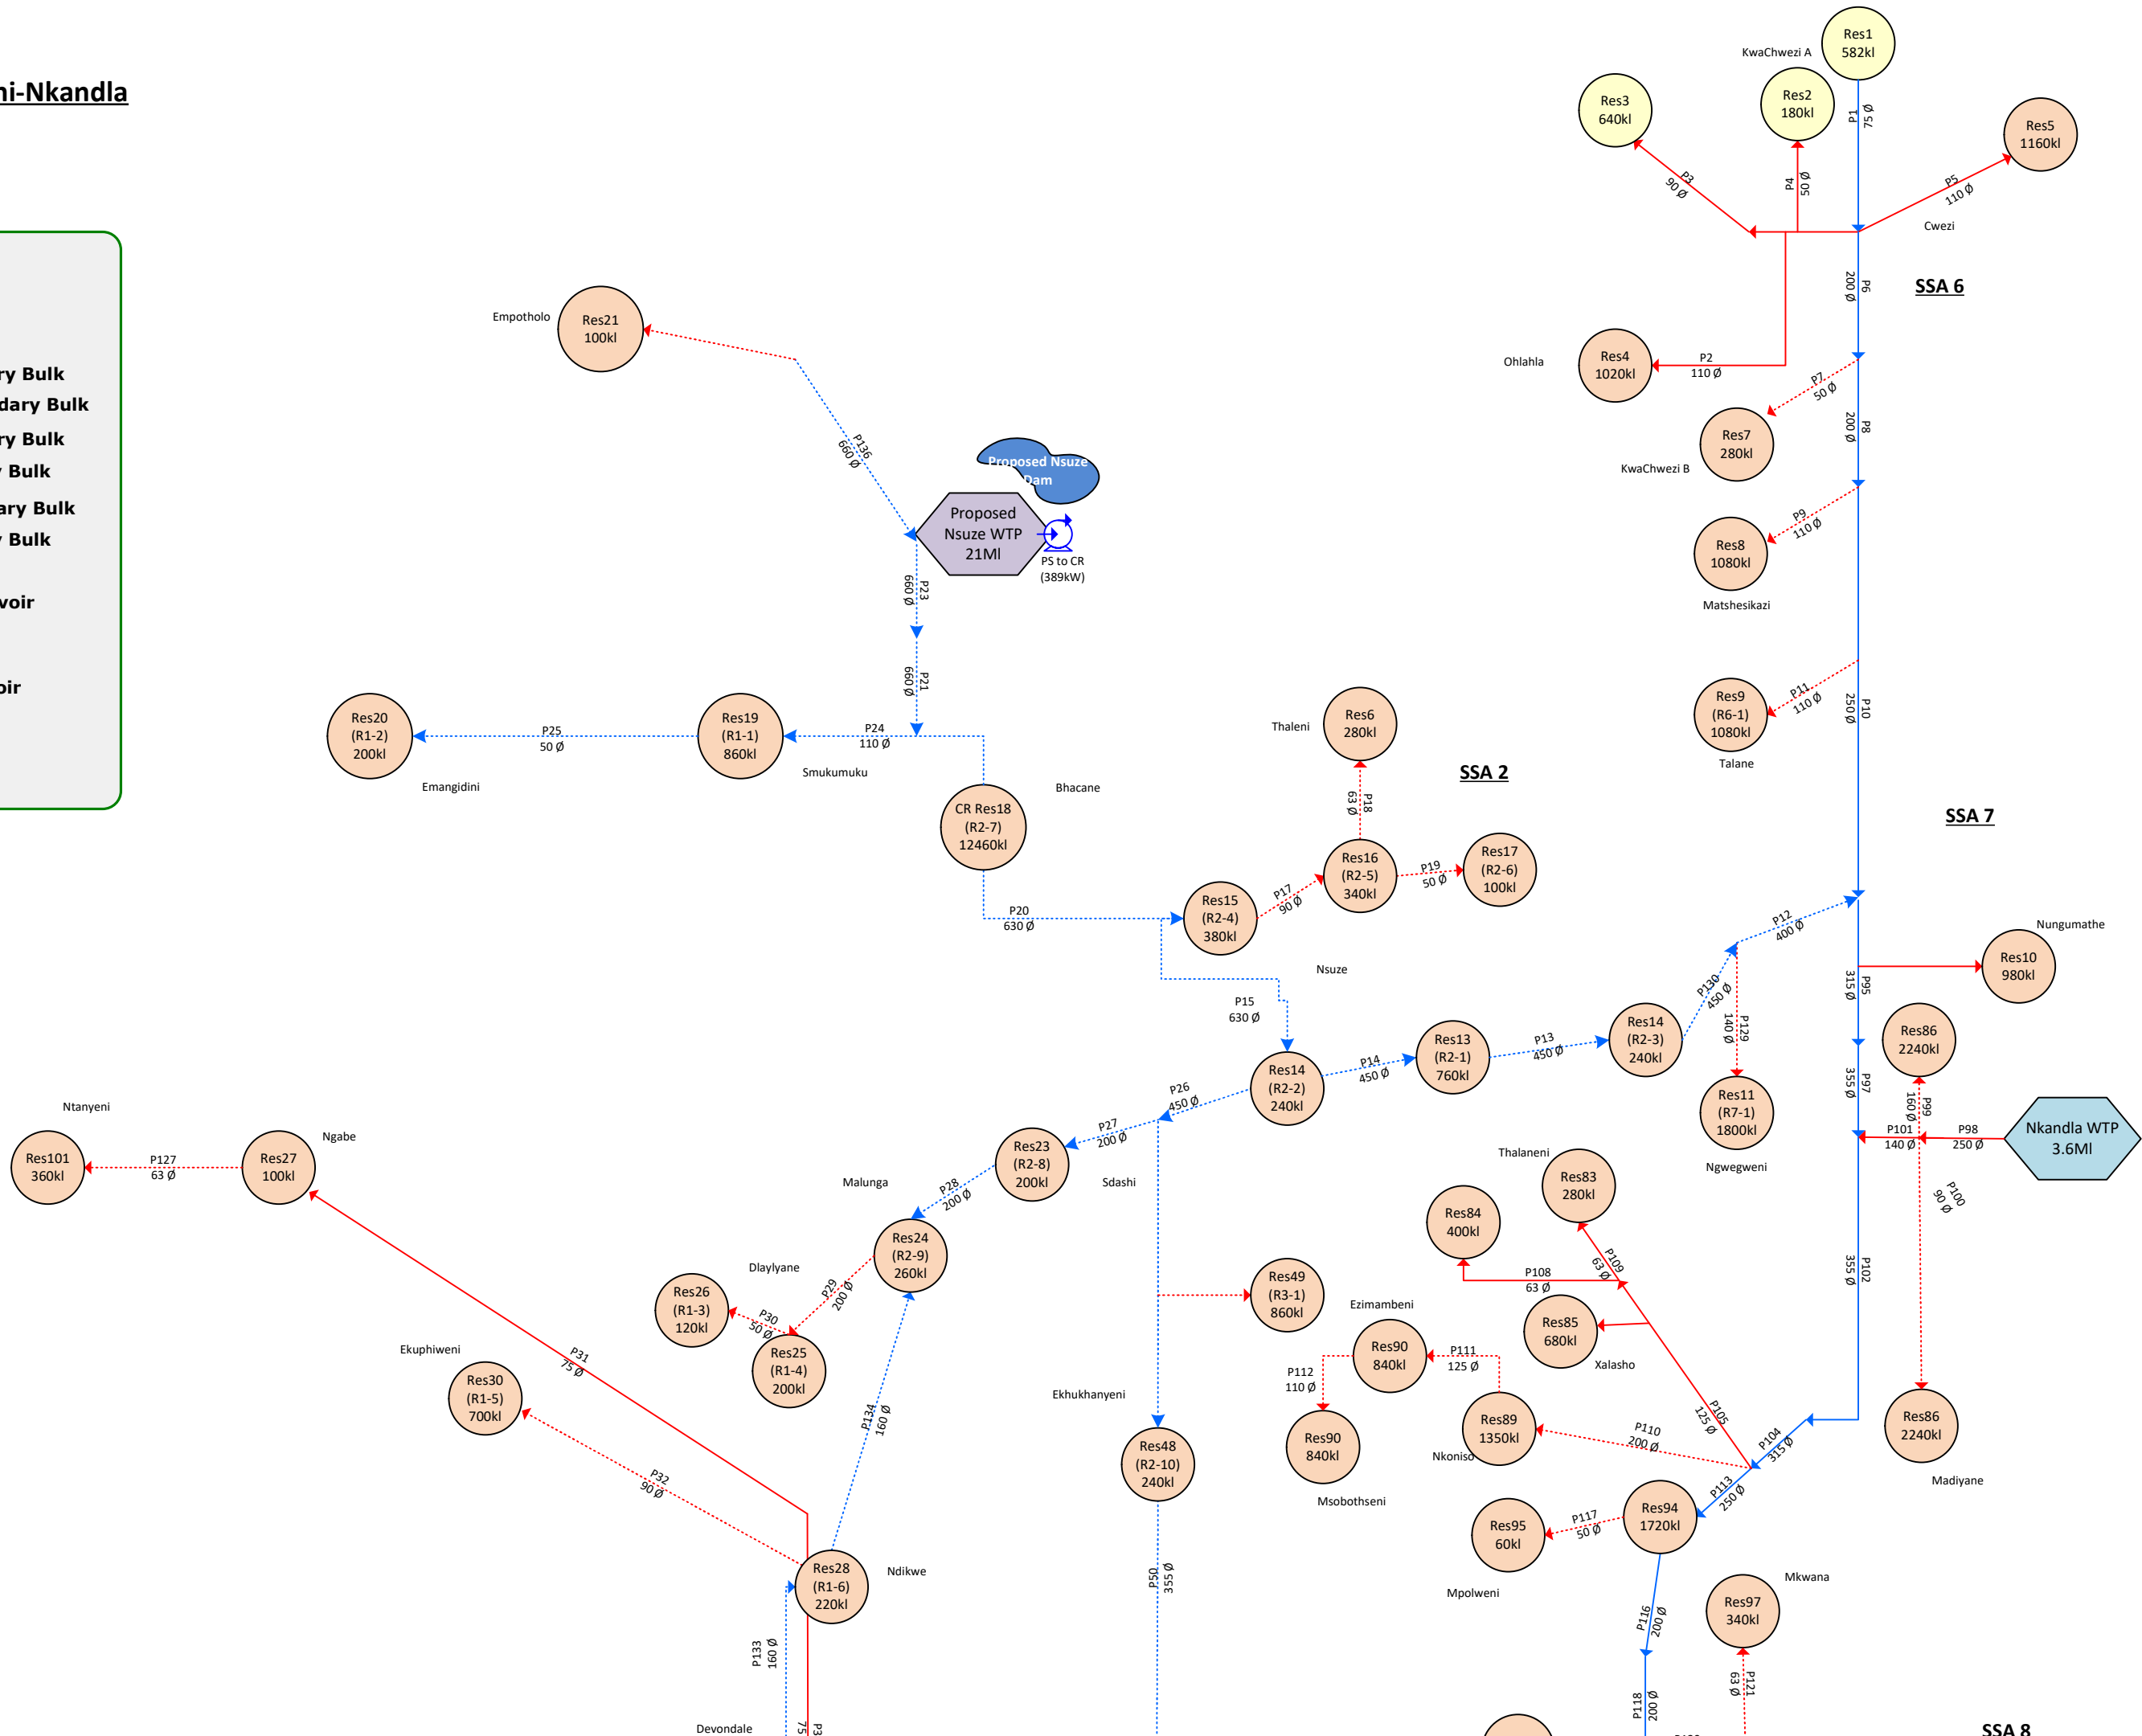 ni-Nkandla
ry Bulk
dary Bulk
ry Bulk
y Bulk
ary Bulk
y Bulk
voir
oir
Res1
582kl
KwaChwezi A
Res2
180kl
Res3
640kl
Res5
1160kl
P1
75 Ø
P3
90 Ø
P4
50 Ø
P5
110 Ø
Cwezi
SSA 6
P6
200 Ø
Ohlahla
Res4
1020kl
P2
110 Ø
P7
50 Ø
P8
200 Ø
Res7
280kl
KwaChwezi B
P9
110 Ø
Res8
1080kl
Matshesikazi
P11
110 Ø
P10
250 Ø
Res9
(R6-1)
1080kl
Talane
SSA 7
Empotholo
Res21
100kl
P136
660 Ø
Proposed Nsuze
Dam
Proposed
Nsuze WTP
21Ml
PS to CR
(389kW)
P23
660 Ø
P21
660 Ø
Res20
(R1-2)
200kl
P25
50 Ø
Res19
(R1-1)
860kl
P24
110 Ø
Emangidini
Smukumuku
Bhacane
CR Res18
(R2-7)
12460kl
Thaleni
Res6
280kl
SSA 2
P18
63 Ø
Res16
(R2-5)
340kl
P19
50 Ø
Res17
(R2-6)
100kl
P17
90 Ø
P20
630 Ø
Res15
(R2-4)
380kl
Nsuze
P15
630 Ø
P12
400 Ø
Nungumathe
Res10
980kl
P95
315 Ø
P130
450 Ø
P129
140 Ø
Res14
(R2-3)
240kl
P13
450 Ø
Res13
(R2-1)
760kl
P14
450 Ø
Res14
(R2-2)
240kl
Res86
2240kl
P97
355 Ø
P99
160 Ø
P101
140 Ø
P98
250 Ø
Nkandla WTP
3.6Ml
Res11
(R7-1)
1800kl
Ngwegweni
P100
90 Ø
P26
450 Ø
P27
200 Ø
Res23
(R2-8)
200kl
Sdashi
Ntanyeni
Res101
360kl
P127
63 Ø
Res27
100kl
Ngabe
Malunga
P28
200 Ø
Res24
(R2-9)
260kl
Dlaylyane
P29
200 Ø
Res26
(R1-3)
120kl
P30
50 Ø
Res25
(R1-4)
200kl
Thalaneni
Res83
280kl
Res84
400kl
P109
63 Ø
P108
63 Ø
P102
355 Ø
Res49
(R3-1)
860kl
Ezimambeni
Res85
680kl
Xalasho
Res90
840kl
P111
125 Ø
P112
110 Ø
Ekuphiweni
Res30
(R1-5)
700kl
P31
75 Ø
Ekhukhanyeni
P134
160 Ø
Res90
840kl
Msobothseni
Res89
1350kl
Nkoniso
P110
200 Ø
P105
125 Ø
P104
315 Ø
Res86
2240kl
Madiyane
P32
90 Ø
Res48
(R2-10)
240kl
P113
250 Ø
Res94
1720kl
P117
50 Ø
Res95
60kl
Mpolweni
Res28
(R1-6)
220kl
Ndikwe
P50
355 Ø
Mkwana
Res97
340kl
P116
200 Ø
P133
160 Ø
P121
63 Ø
P118
200 Ø
Devondale
75
P3
SSA 8